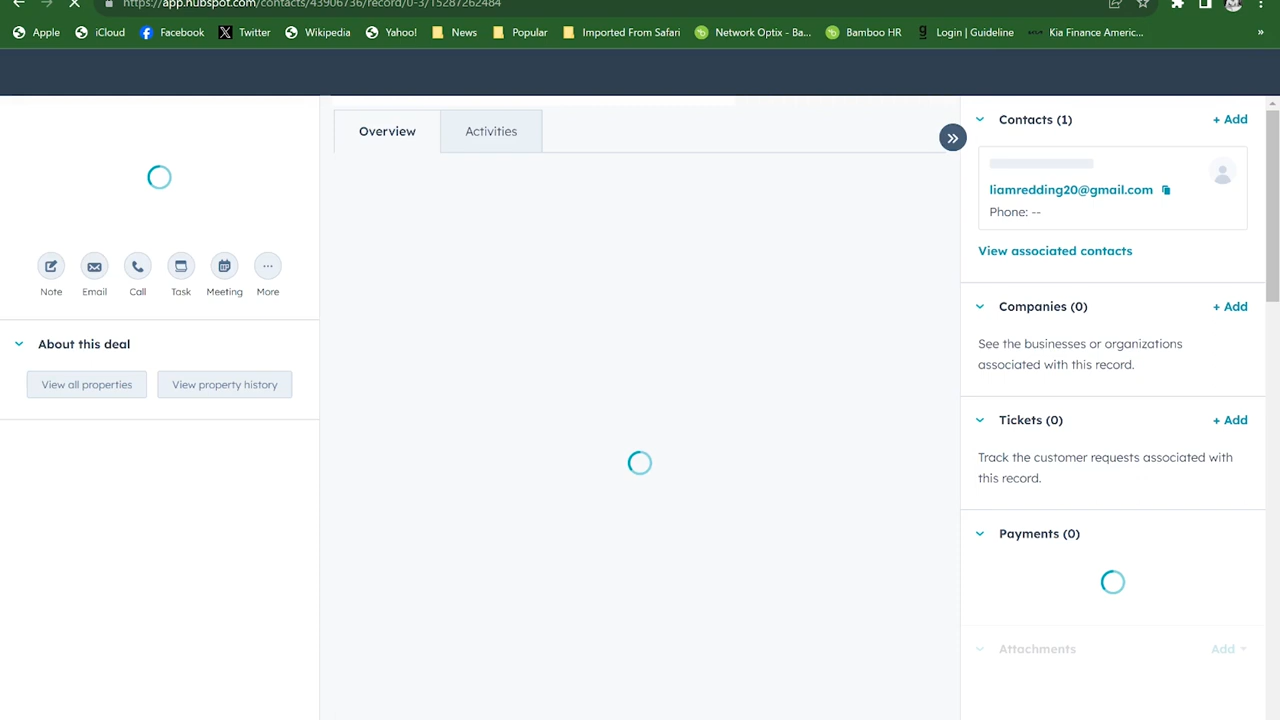 https://app.hubspot.com/contacts/43906736/record/0-3/15287262484
Apple iCloud Facebook Twitter Wikipedia Yahoo! News Popular Imported From Safari Network Optix - Ba... Bamboo HR Login | Guideline Kia Finance Americ... »
Overview
Activities
Note Email Call Task Meeting More
About this deal
View all properties
View property history
Contacts (1)
+ Add
liamredding20@gmail.com
Phone: --
View associated contacts
Companies (0)
+ Add
See the businesses or organizations
associated with this record.
Tickets (0)
+ Add
Track the customer requests associated with
this record.
Payments (0)
Attachments
Add